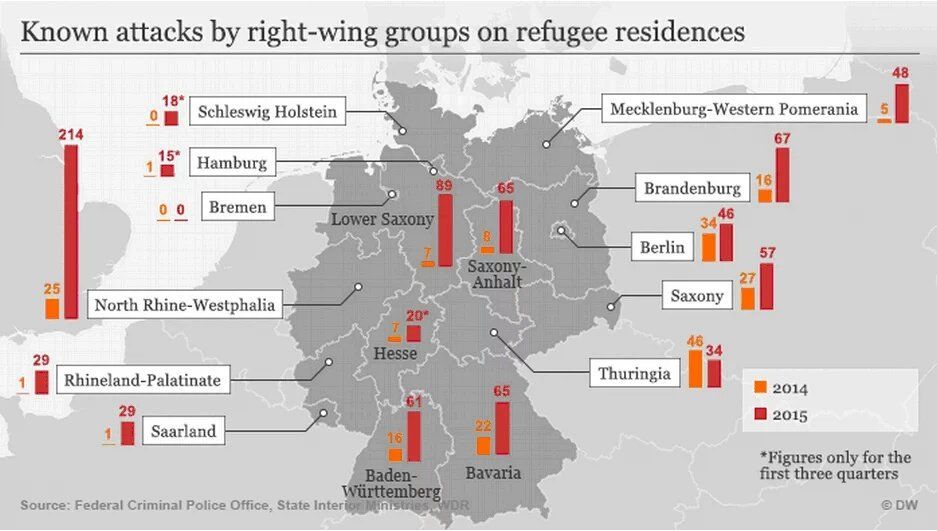 Known attacks by right-wing groups on refugee residences
0 18* Schleswig Holstein
Mecklenburg-Western Pomerania 5 48
214
1 15* Hamburg
0 0 Bremen
Lower Saxony 7 89
8 65
Saxony-
Anhalt
Brandenburg 16 67
Berlin 34 46
Saxony 27 57
25
North Rhine-Westphalia
7 20*
Hesse
Thuringia 46 34
1 29 Rhineland-Palatinate
1 29 Saarland
16 61
Baden-
Württemberg
22 65
Bavaria
2014
2015
*Figures only for the
first three quarters
Source: Federal Criminal Police Office, State Interior Ministries, WDR
© DW